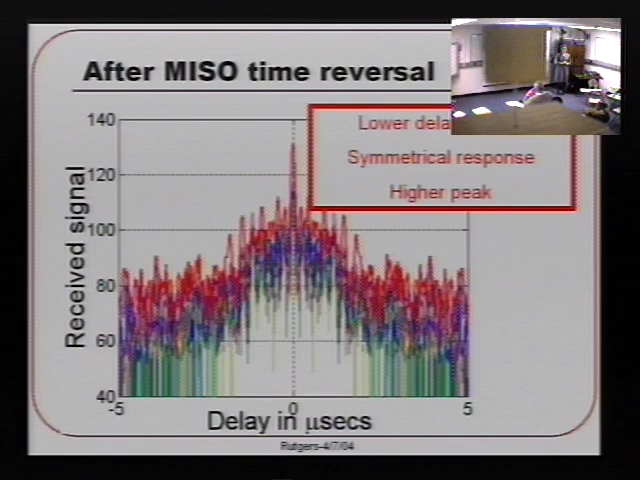 After MISO time reversal
Lower dela
Symmetrical response
Higher peak
Received signal
140
120
100
80
60
40
-5
0
5
Delay in μsecs
Rutgers-4/7/04